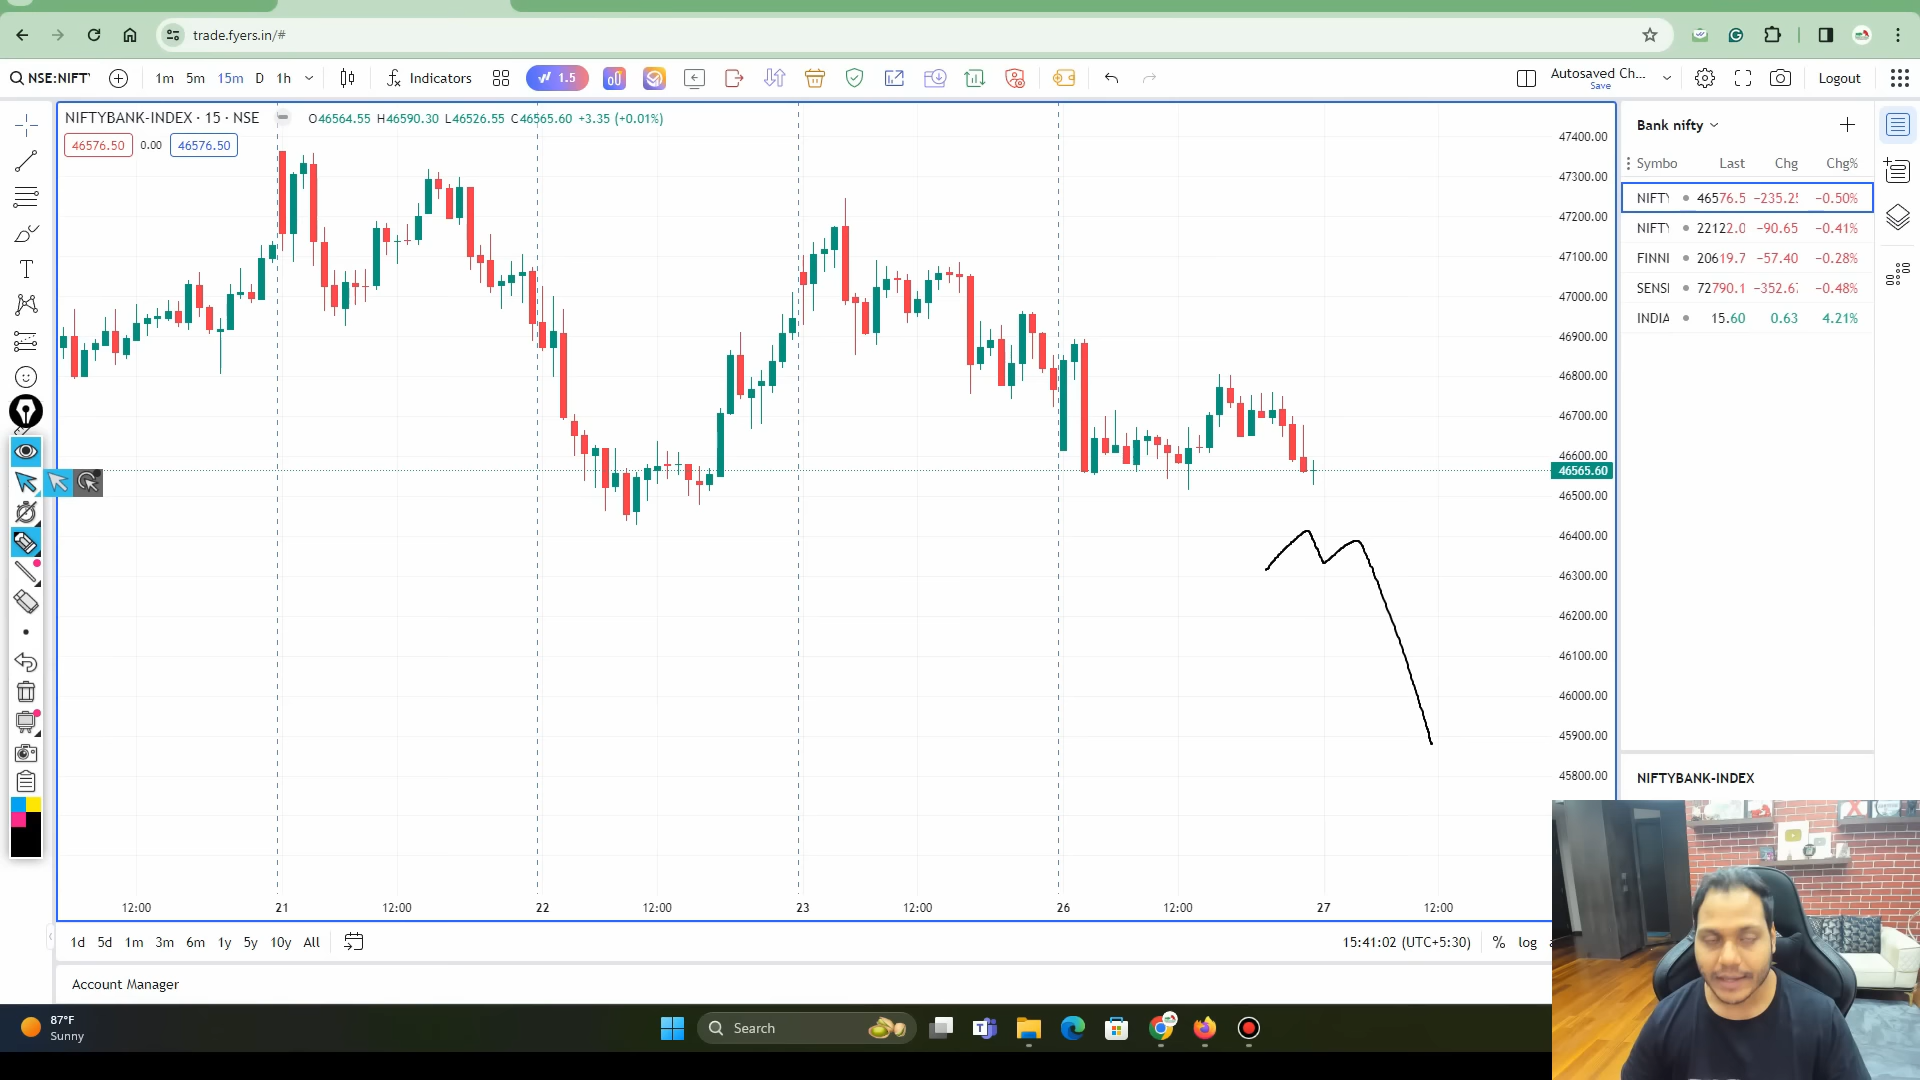 trade.fyers.in/#
NSE:NIFT
1m 5m 15m D 1h
Indicators
1.5
Autosaved Ch...
Save
Logout
NIFTYBANK-INDEX · 15 · NSE
O46564.55 H46590.30 L46526.55 C46565.60 +3.35 (+0.01%)
46576.50 0.00 46576.50
47400.00
47300.00
47200.00
47100.00
47000.00
46900.00
46800.00
46700.00
46600.00
46565.60
46500.00
46400.00
46300.00
46200.00
46100.00
46000.00
45900.00
45800.00
12:00 21 12:00 22 12:00 23 12:00 26 12:00 27 12:00
1d 5d 1m 3m 6m 1y 5y 10y All
15:41:02 (UTC+5:30) % log
Account Manager
Bank nifty
Symbo Last Chg Chg%
NIFTY 46576.5 −235.25 −0.50%
NIFTY 22122.0 −90.65 −0.41%
FINNI 20619.7 −57.40 −0.28%
SENSI 72790.1 −352.67 −0.48%
INDIA 15.60 0.63 4.21%
NIFTYBANK-INDEX
87°F
Sunny
Search